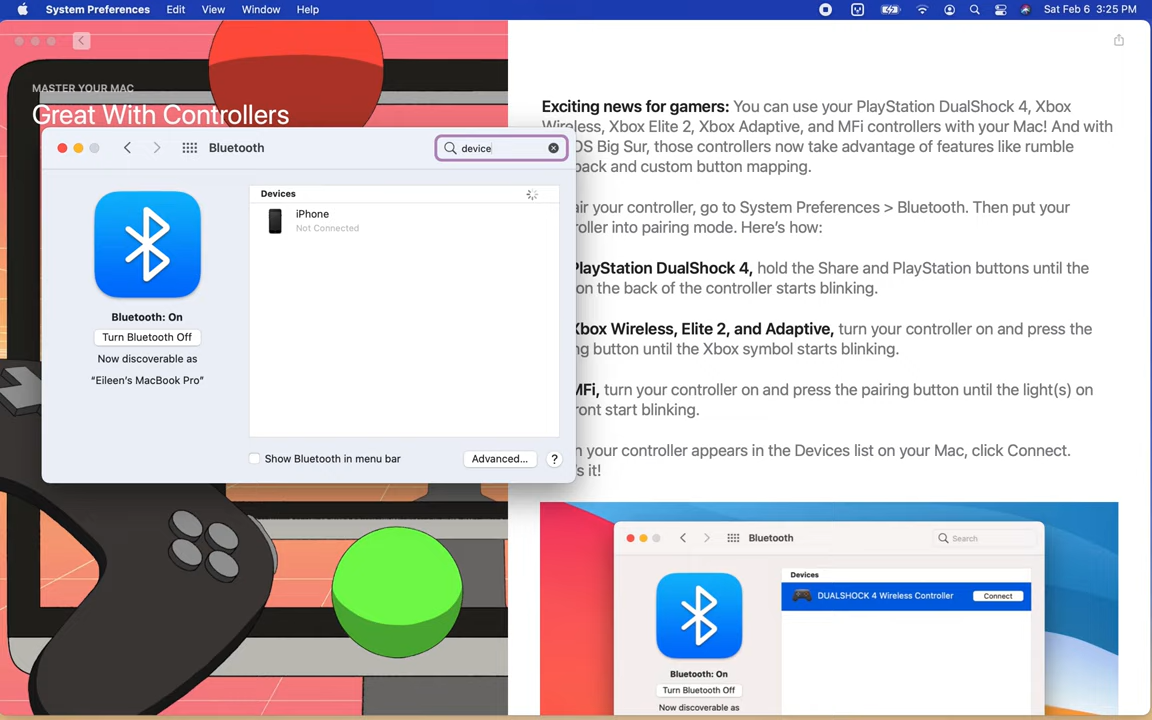 System Preferences Edit View Window Help Sat Feb 6 3:25 PM
MASTER YOUR MAC
Great With Controllers
Bluetooth
device
Devices
iPhone
Not Connected
Bluetooth: On
Turn Bluetooth Off
Now discoverable as
“Eileen’s MacBook Pro”
Show Bluetooth in menu bar
Advanced...
?
Exciting news for gamers: You can use your PlayStation DualShock 4, Xbox
Wireless, Xbox Elite 2, Xbox Adaptive, and MFi controllers with your Mac! And with
OS Big Sur, those controllers now take advantage of features like rumble
back and custom button mapping.
air your controller, go to System Preferences > Bluetooth. Then put your
roller into pairing mode. Here’s how:
PlayStation DualShock 4, hold the Share and PlayStation buttons until the
on the back of the controller starts blinking.
Xbox Wireless, Elite 2, and Adaptive, turn your controller on and press the
ng button until the Xbox symbol starts blinking.
MFi, turn your controller on and press the pairing button until the light(s) on
ront start blinking.
n your controller appears in the Devices list on your Mac, click Connect.
’s it!
Bluetooth
Search
Devices
DUALSHOCK 4 Wireless Controller
Connect
Bluetooth: On
Turn Bluetooth Off
Now discoverable as